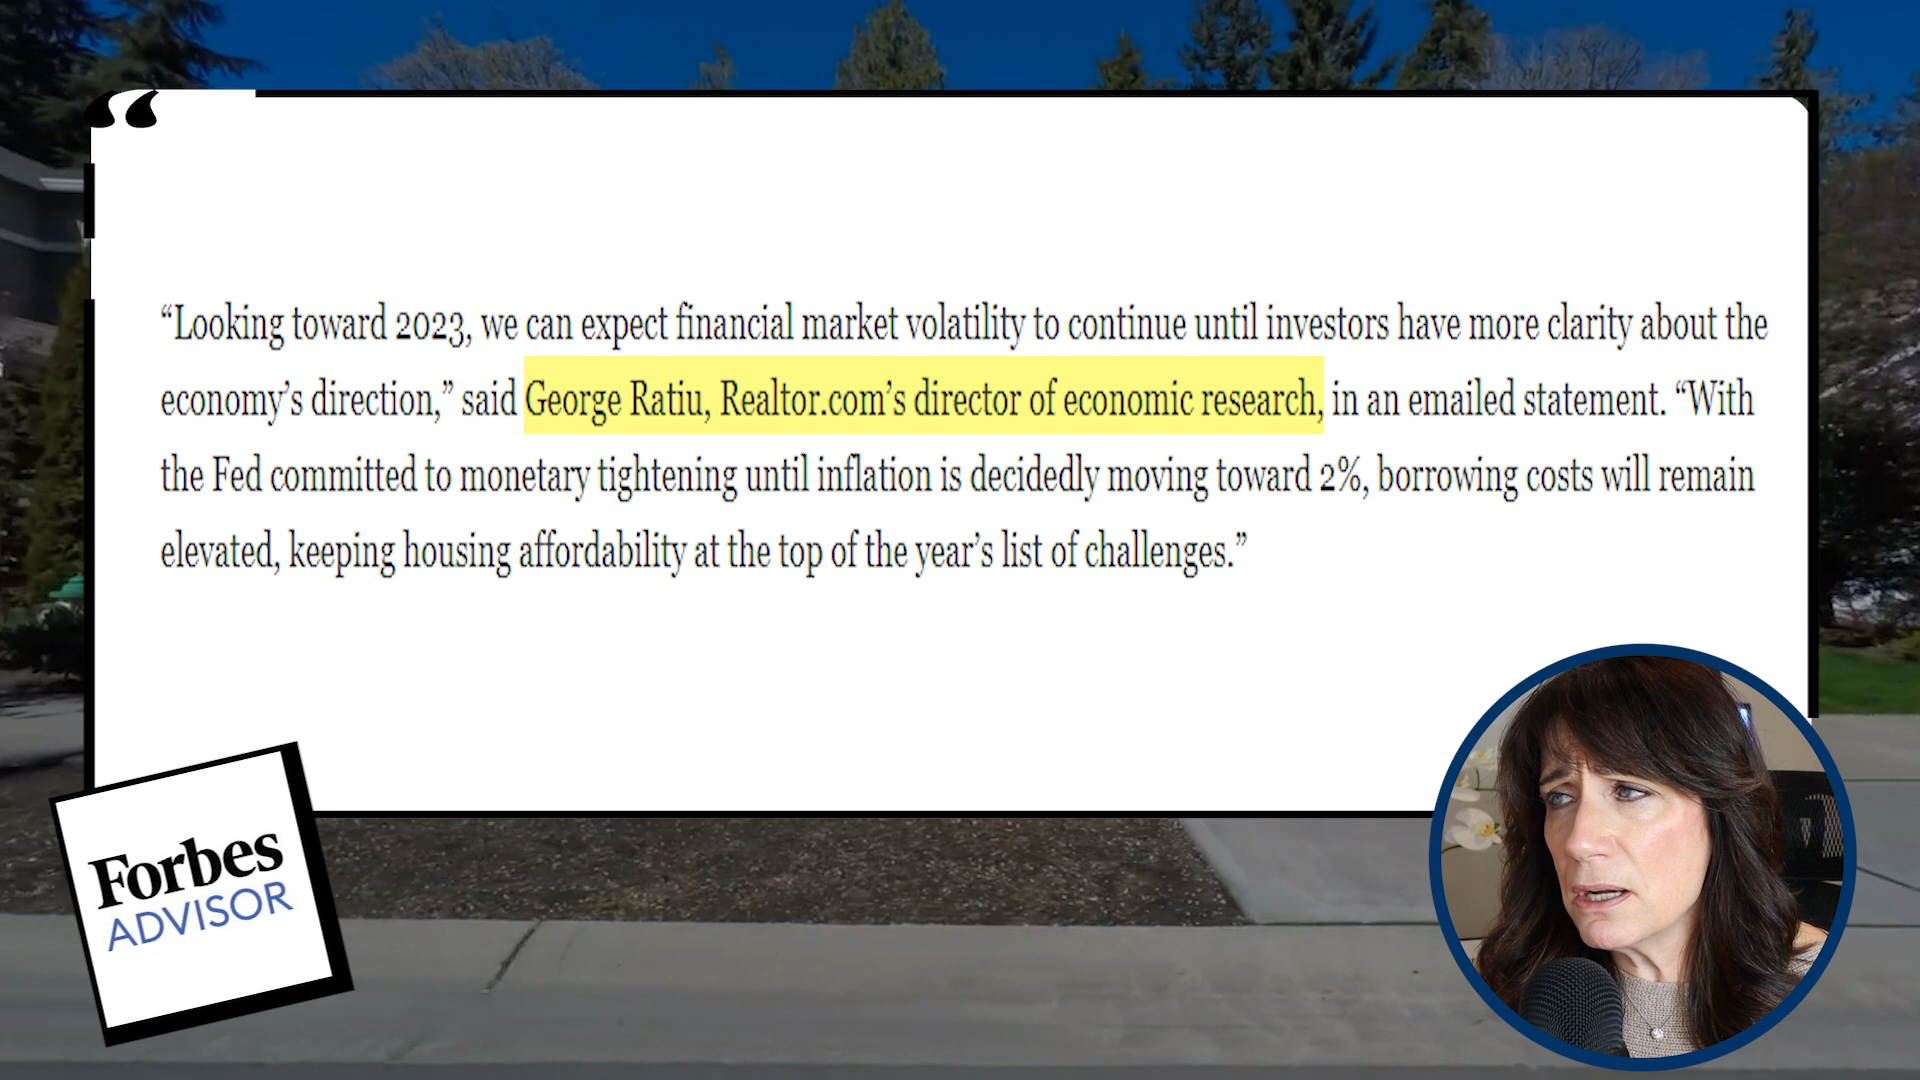 “Looking toward 2023, we can expect financial market volatility to continue until investors have more clarity about the
economy’s direction,” said George Ratiu, Realtor.com’s director of economic research, in an emailed statement. “With
the Fed committed to monetary tightening until inflation is decidedly moving toward 2%, borrowing costs will remain
elevated, keeping housing affordability at the top of the year’s list of challenges.”
Forbes
ADVISOR